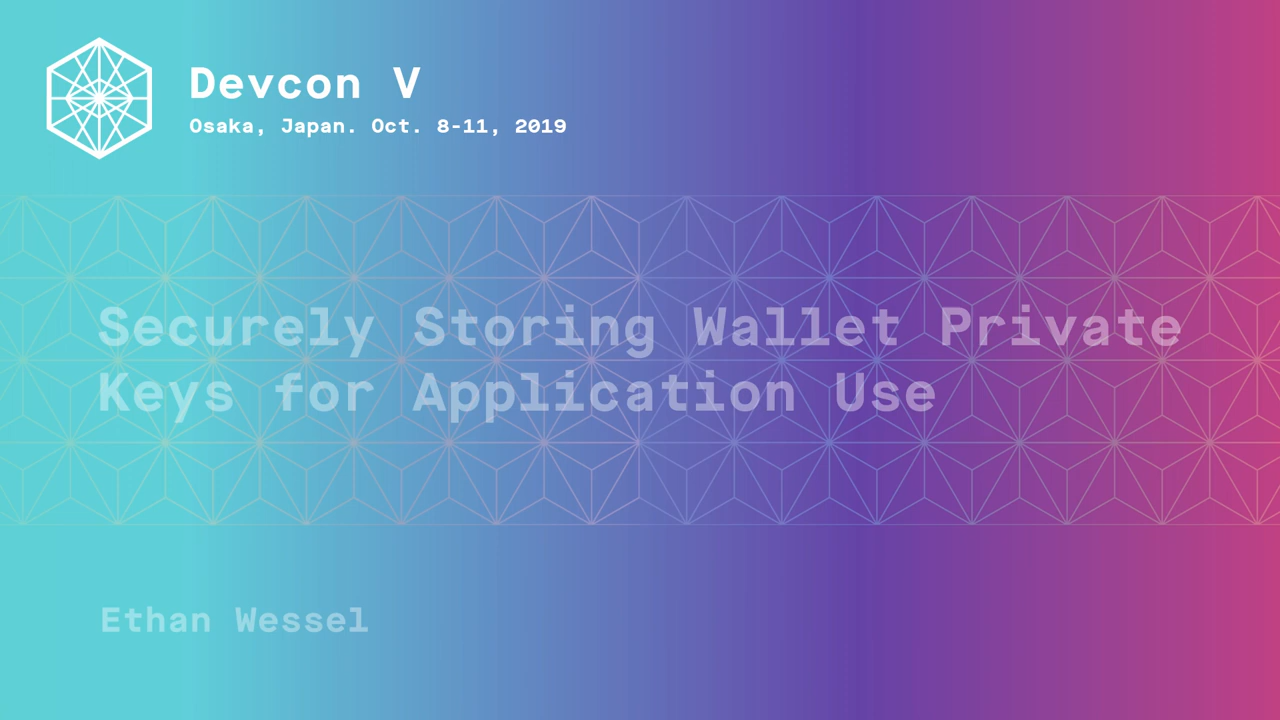 Devcon V
Osaka, Japan. Oct. 8-11, 2019
Securely Storing Wallet Private
Keys for Application Use
Ethan Wessel